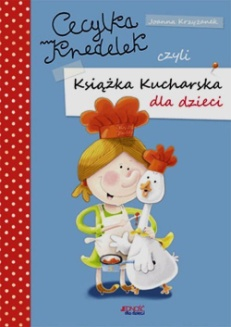 Joanna Krzyżanek
Cecylka
Knedelek
czyli
Książka Kucharska
dla dzieci